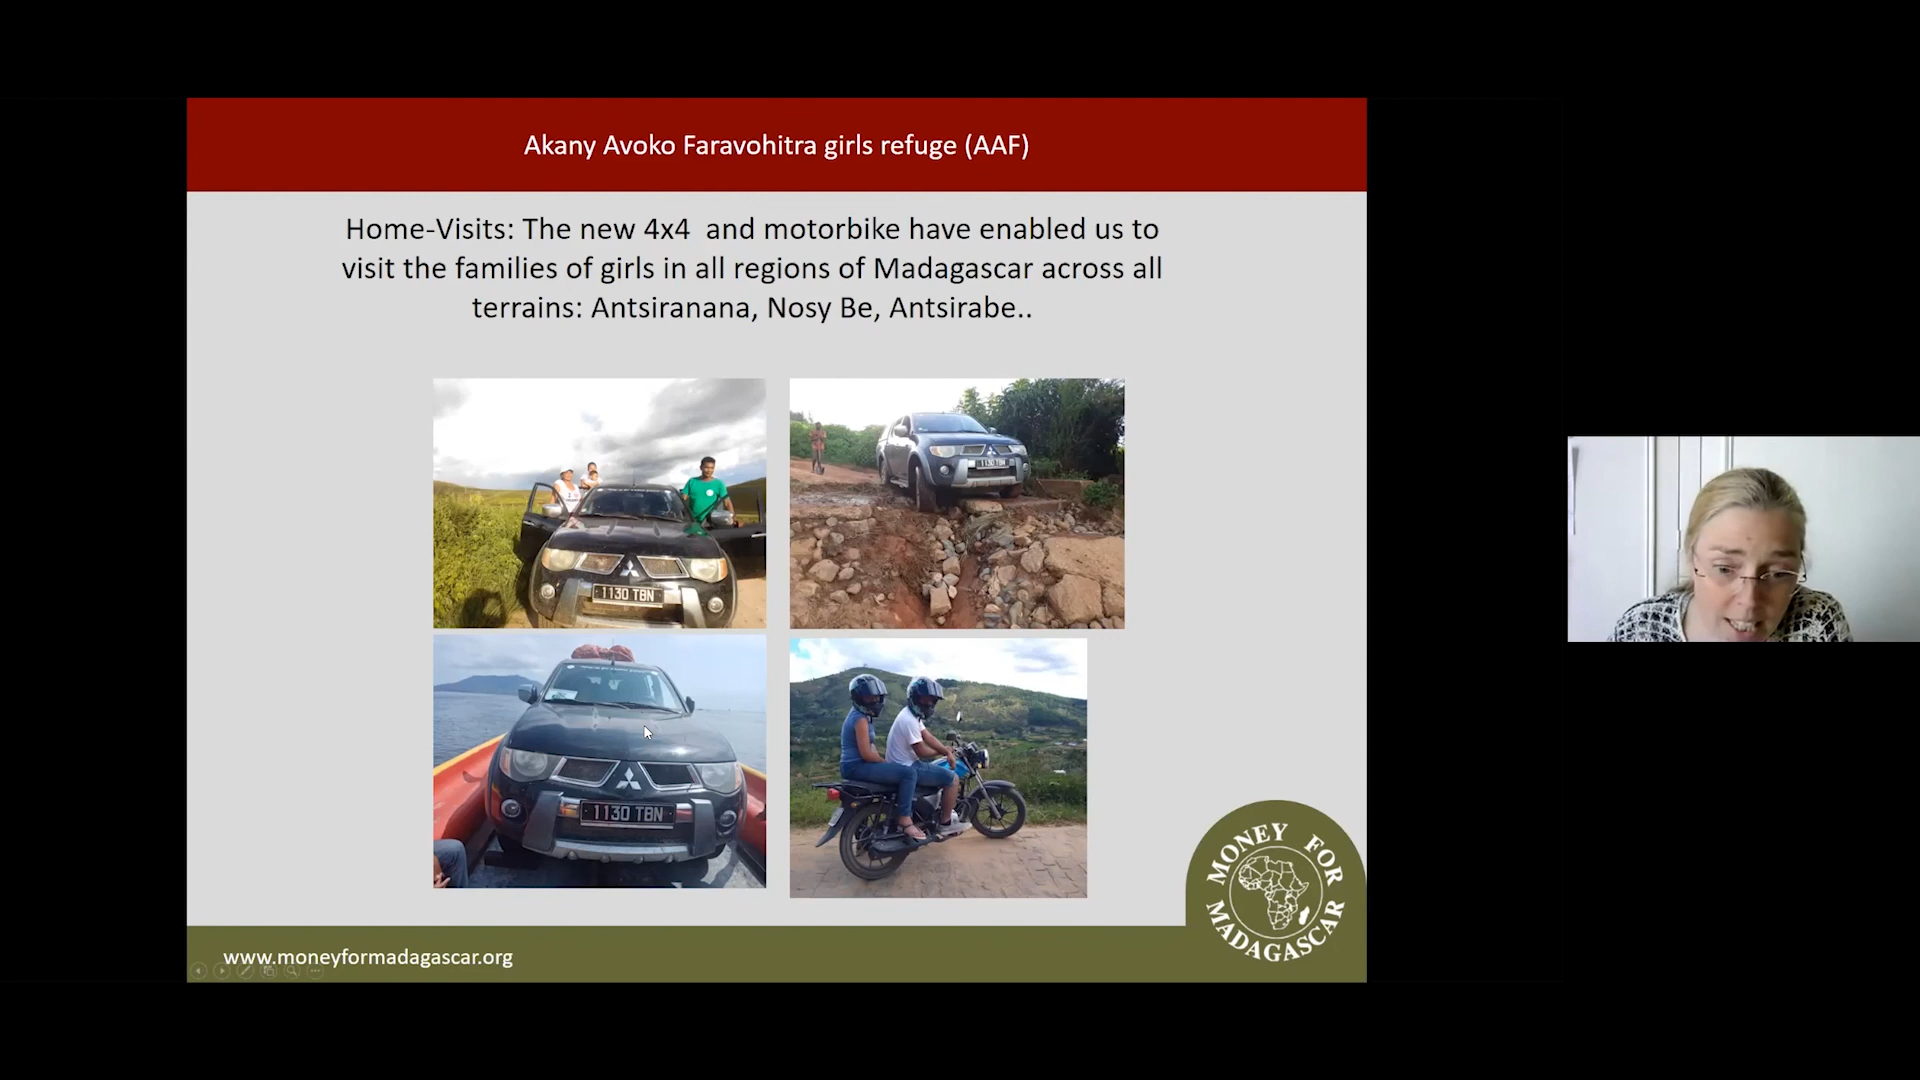 Akany Avoko Faravohitra girls refuge (AAF)
Home-Visits: The new 4x4 and motorbike have enabled us to
visit the families of girls in all regions of Madagascar across all
terrains: Antsiranana, Nosy Be, Antsirabe..
1130 TBN
1130 TBN
1130 TBN
MONEY FOR
MADAGASCAR
www.moneyformadagascar.org